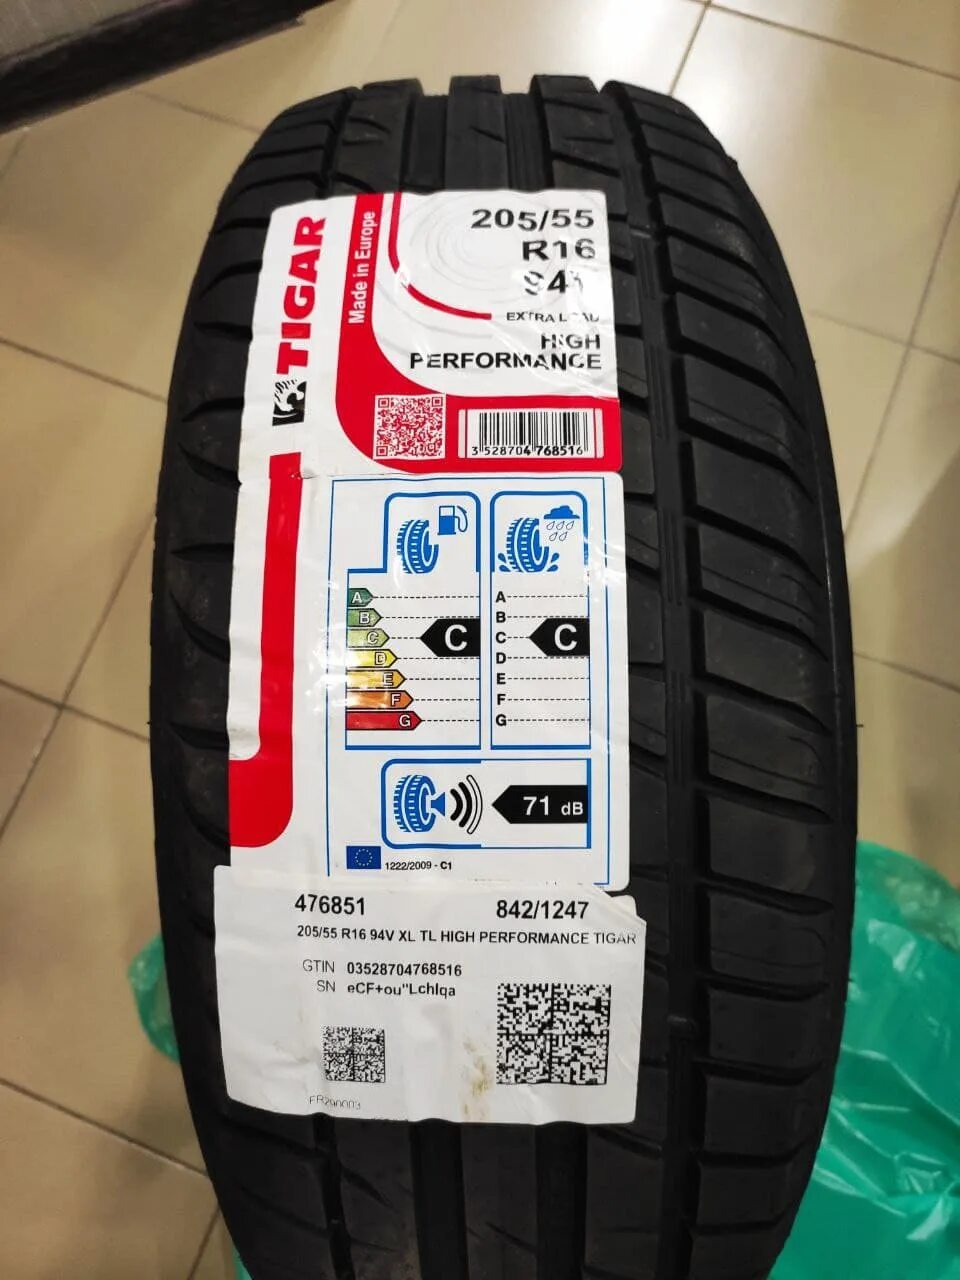 TIGAR
Made in Europe
205/55
R16
EXTRA LOAD
HIGH
PERFORMANCE
3 528704 768516
A
B
C
D
E
F
G
C
A
B
C
D
E
F
G
C
71 dB
1222/2009 - C1
476851
842/1247
205/55 R16 94V XL TL HIGH PERFORMANCE TIGAR
GTIN 03528704768516
SN eCF+ou"Lchlqa